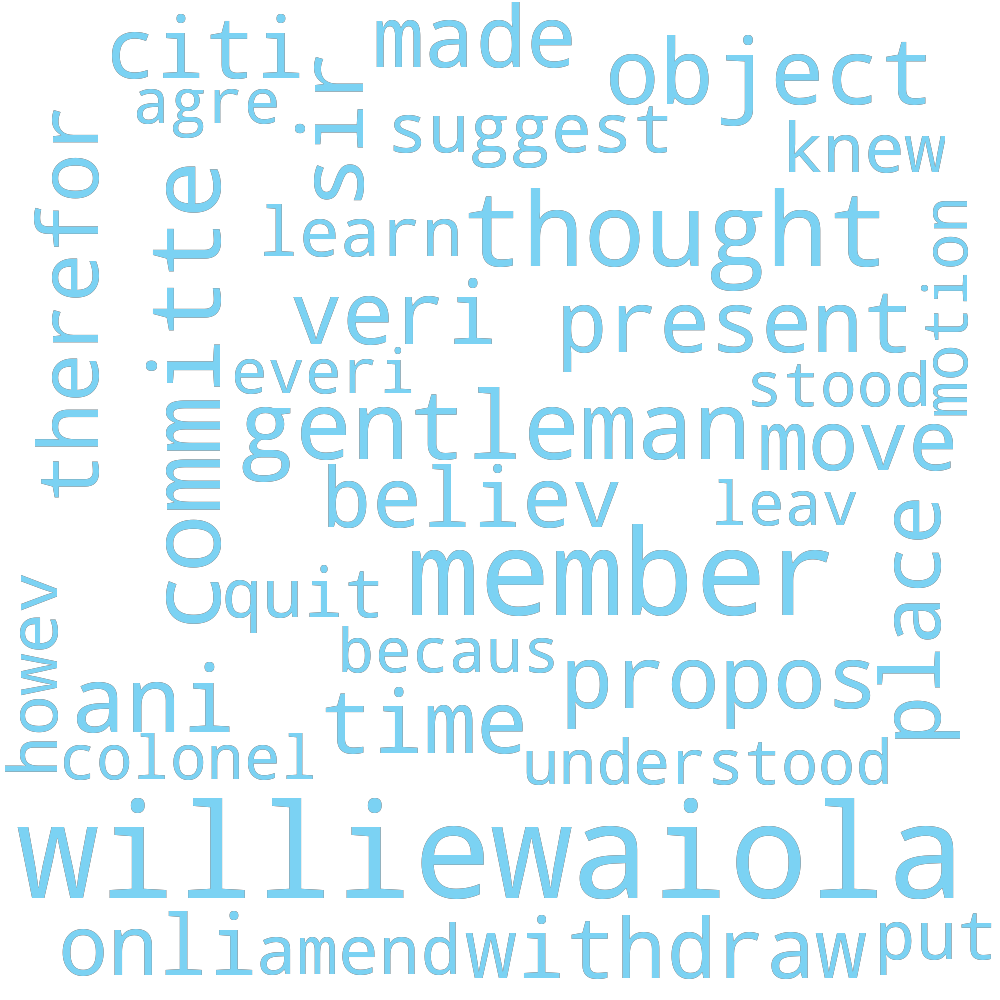 citi
made
object
agre
sir
suggest
knew
therefor
committe
learn
thought
motion
veri
present
everi
stood
gentleman
move
believ
leav
place
member
quit
howev
becaus
propos
ani
time
colonel
understood
williewaiola
onli
amend
withdraw
put